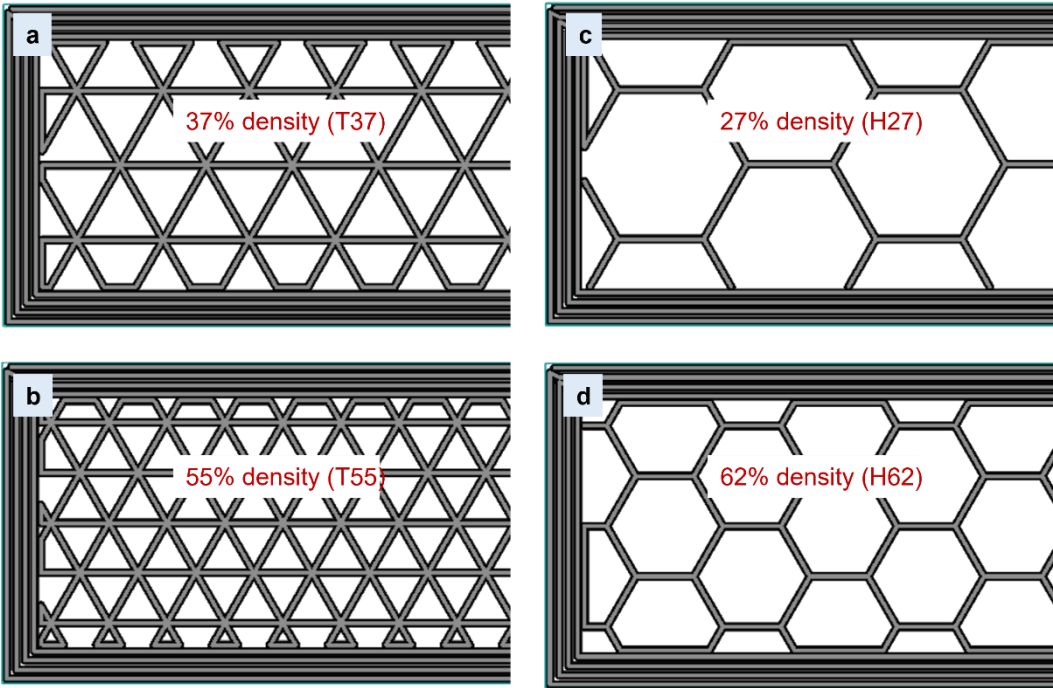 a
37% density (T37)
c
27% density (H27)
b
55% density (T55)
d
62% density (H62)